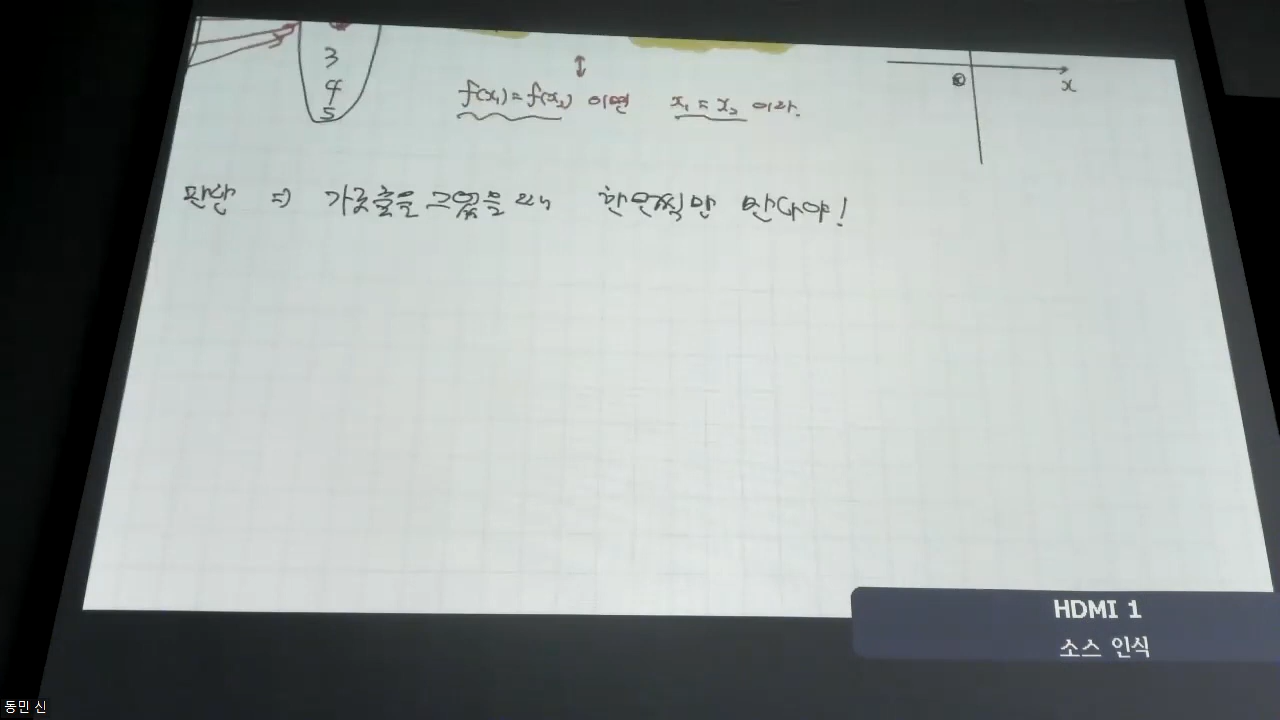 3
4
5
f(x₁)=f(x₂) 이면 x₁ = x₂ 이다.
x
판단 ⇒ 가로줄을 그었을 때 한번씩만 만나야!
HDMI 1
소스 인식
동민 신